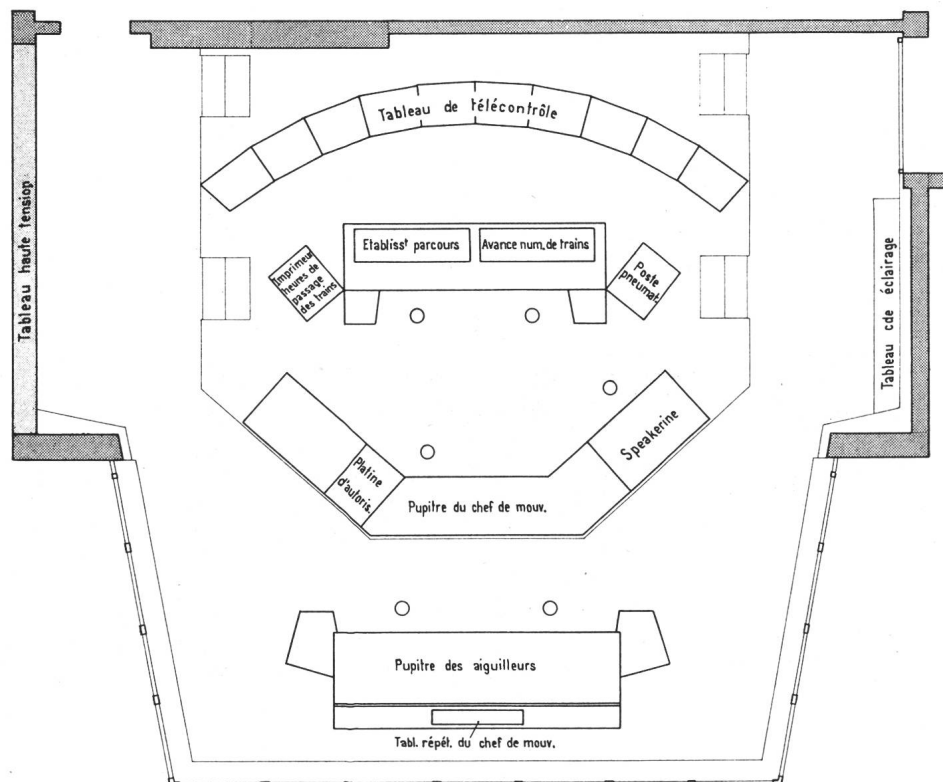 Tableau de télécontrôle
Tableau haute tension
Etablisst parcours
Avance num. de trains
Imprimeur
heures de
passage
des trains
Poste
pneumat.
Tableau cde éclairage
Speakerine
Platine
d'autoris.
Pupitre du chef de mouv.
Pupitre des aiguilleurs
Tabl. répét. du chef de mouv.